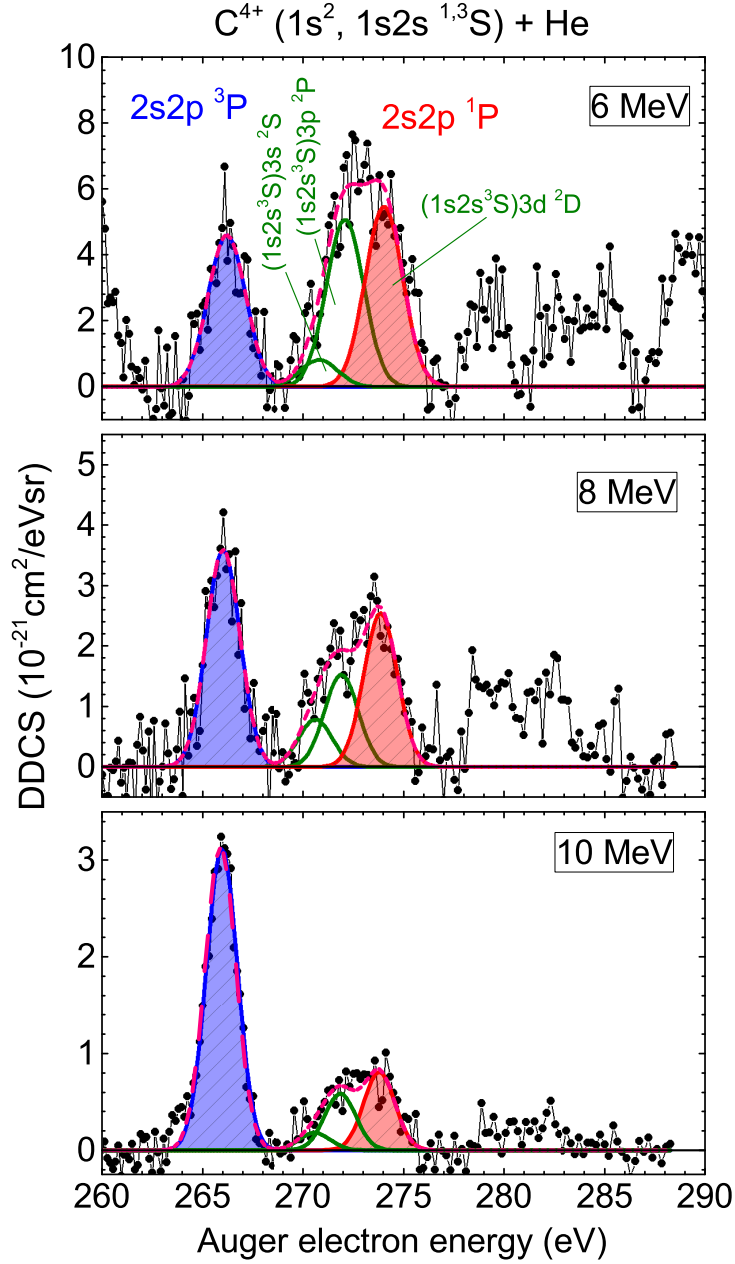 C⁴⁺ (1s², 1s2s ¹,³S) + He
10
8
6
4
2
0
2s2p ³P
(1s2s³S)3s ²S
(1s2s³S)3p ²P
2s2p ¹P
(1s2s³S)3d ²D
6 MeV
DDCS (10⁻²¹cm²/eVsr)
5
4
3
2
1
0
8 MeV
3
2
1
0
10 MeV
260 265 270 275 280 285 290
Auger electron energy (eV)